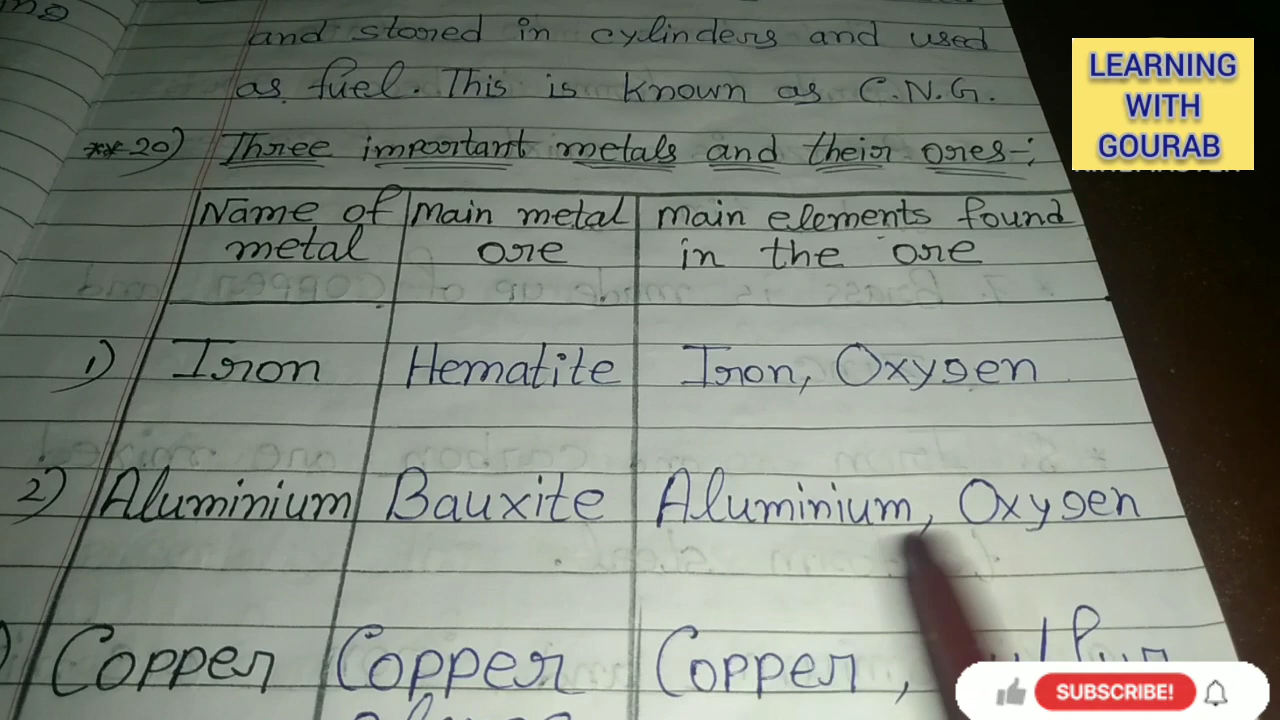 and stored in cylinders and used
as fuel. This is known as C.N.G.
** 20) Three important metals and their ores-:
Name of metal | Main metal ore | main elements found in the ore
1) Iron Hematite Iron, Oxygen
2) Aluminium Bauxite Aluminium, Oxygen
) Copper Copper Copper,
LEARNING
WITH
GOURAB
SUBSCRIBE!